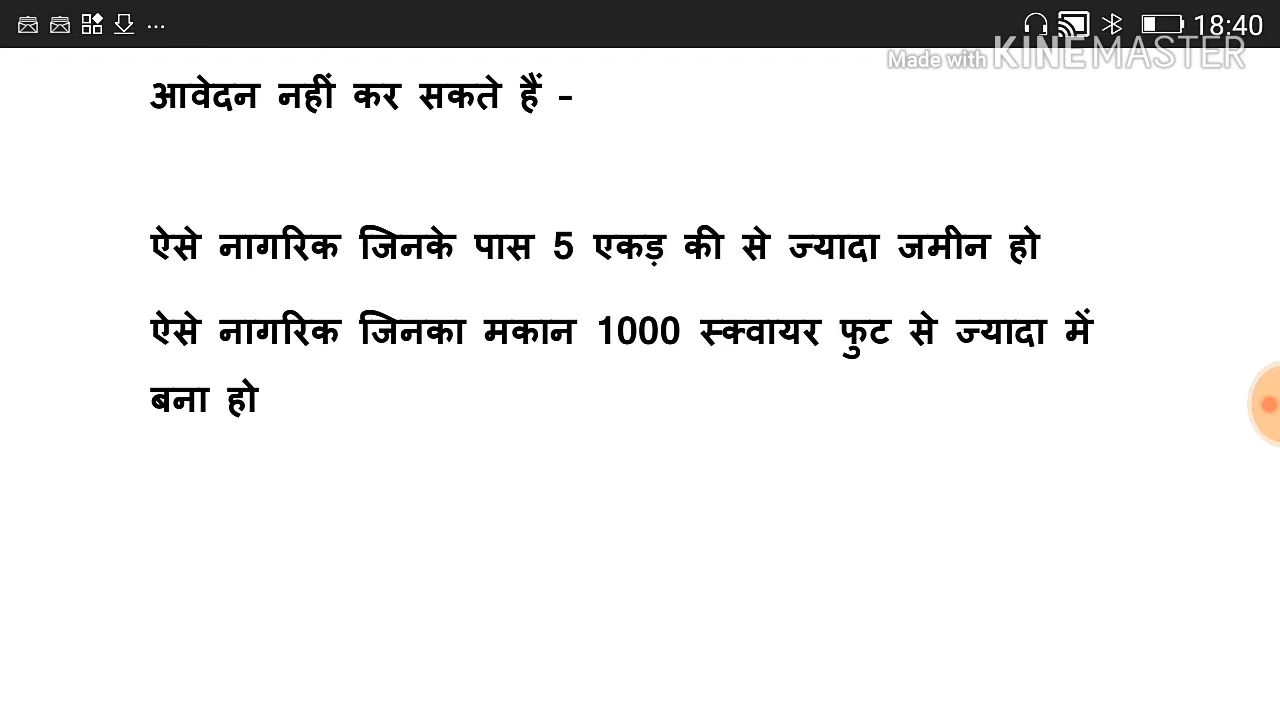 ... 18:40
Made with KINEMASTER
आवेदन नहीं कर सकते हैं –
ऐसे नागरिक जिनके पास 5 एकड़ की से ज्यादा जमीन हो
ऐसे नागरिक जिनका मकान 1000 स्क्वायर फुट से ज्यादा में
बना हो